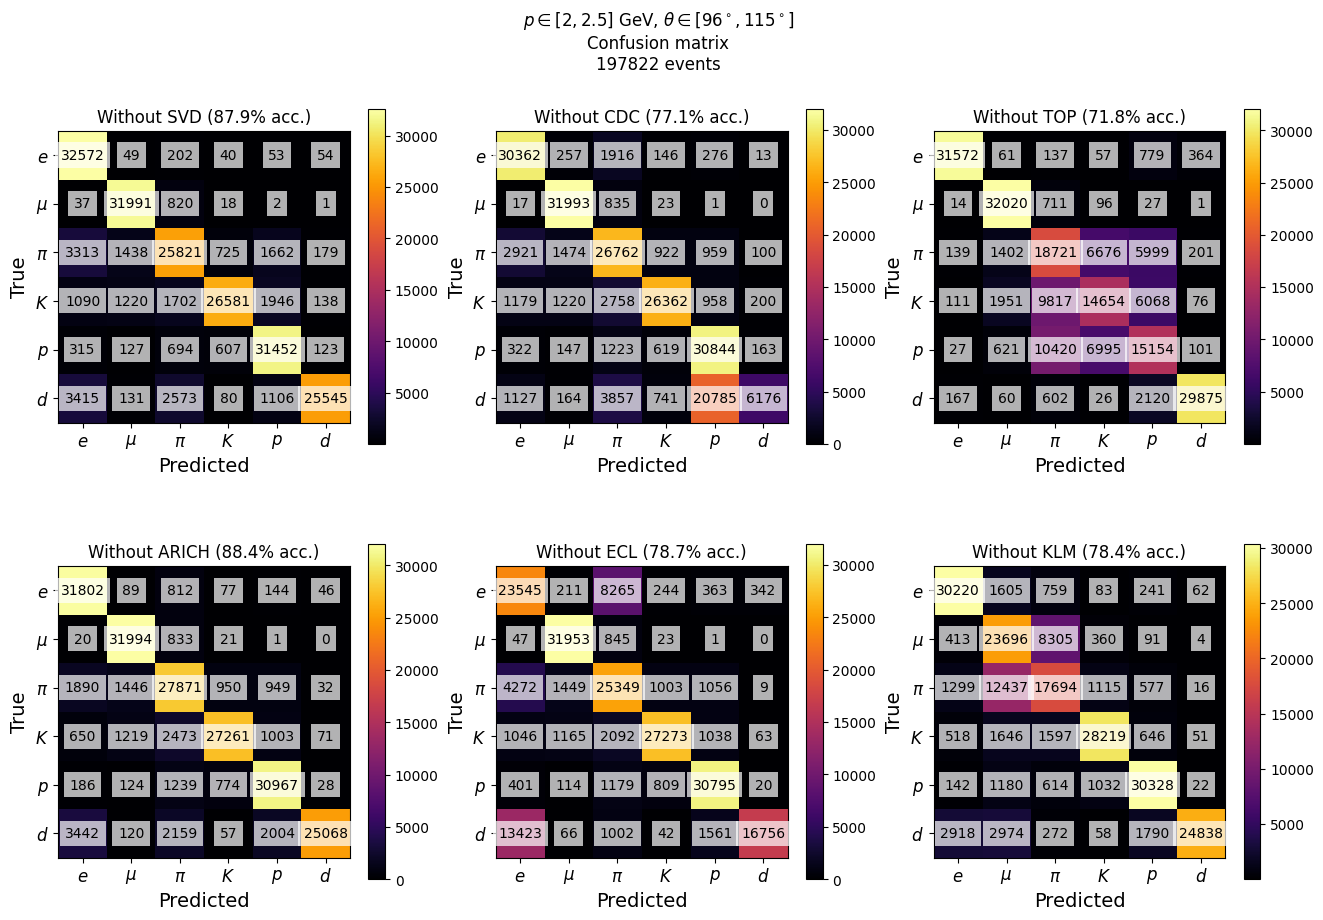 p ∈ [2, 2.5] GeV, θ ∈ [96°, 115°]
Confusion matrix
197822 events
Without SVD (87.9% acc.)
True
e 32572 49 202 40 53 54
μ 37 31991 820 18 2 1
π 3313 1438 25821 725 1662 179
K 1090 1220 1702 26581 1946 138
p 315 127 694 607 31452 123
d 3415 131 2573 80 1106 25545
e μ π K p d
Predicted
30000
25000
20000
15000
10000
5000
Without CDC (77.1% acc.)
True
e 30362 257 1916 146 276 13
μ 17 31993 835 23 1 0
π 2921 1474 26762 922 959 100
K 1179 1220 2758 26362 958 200
p 322 147 1223 619 30844 163
d 1127 164 3857 741 20785 6176
e μ π K p d
Predicted
30000
25000
20000
15000
10000
5000
0
Without TOP (71.8% acc.)
True
e 31572 61 137 57 779 364
μ 14 32020 711 96 27 1
π 139 1402 18721 6676 5999 201
K 111 1951 9817 14654 6068 76
p 27 621 10420 6995 15154 101
d 167 60 602 26 2120 29875
e μ π K p d
Predicted
30000
25000
20000
15000
10000
5000
Without ARICH (88.4% acc.)
True
e 31802 89 812 77 144 46
μ 20 31994 833 21 1 0
π 1890 1446 27871 950 949 32
K 650 1219 2473 27261 1003 71
p 186 124 1239 774 30967 28
d 3442 120 2159 57 2004 25068
e μ π K p d
Predicted
30000
25000
20000
15000
10000
5000
0
Without ECL (78.7% acc.)
True
e 23545 211 8265 244 363 342
μ 47 31953 845 23 1 0
π 4272 1449 25349 1003 1056 9
K 1046 1165 2092 27273 1038 63
p 401 114 1179 809 30795 20
d 13423 66 1002 42 1561 16756
e μ π K p d
Predicted
30000
25000
20000
15000
10000
5000
0
Without KLM (78.4% acc.)
True
e 30220 1605 759 83 241 62
μ 413 23696 8305 360 91 4
π 1299 12437 17694 1115 577 16
K 518 1646 1597 28219 646 51
p 142 1180 614 1032 30328 22
d 2918 2974 272 58 1790 24838
e μ π K p d
Predicted
30000
25000
20000
15000
10000
5000